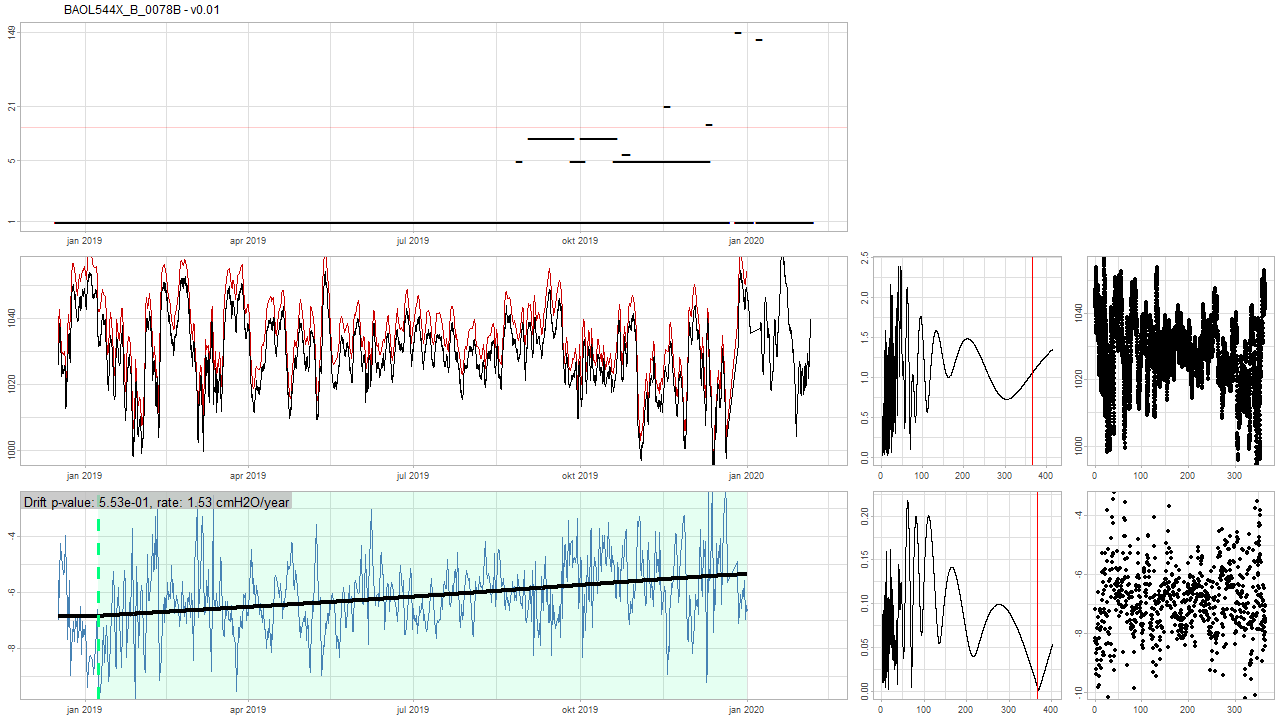 BAOL544X_B_0078B - v0.01
149
21
5
1
jan 2019
apr 2019
jul 2019
okt 2019
jan 2020
1040
1020
1000
jan 2019
apr 2019
jul 2019
okt 2019
jan 2020
2.5
2.0
1.5
1.0
0.5
0.0
0
100
200
300
400
1040
1020
1000
0
100
200
300
Drift p-value: 5.53e-01, rate: 1.53 cmH2O/year
-4
-6
-8
jan 2019
apr 2019
jul 2019
okt 2019
jan 2020
0.20
0.15
0.10
0.05
0.00
0
100
200
300
400
-4
-6
-8
-10
0
100
200
300